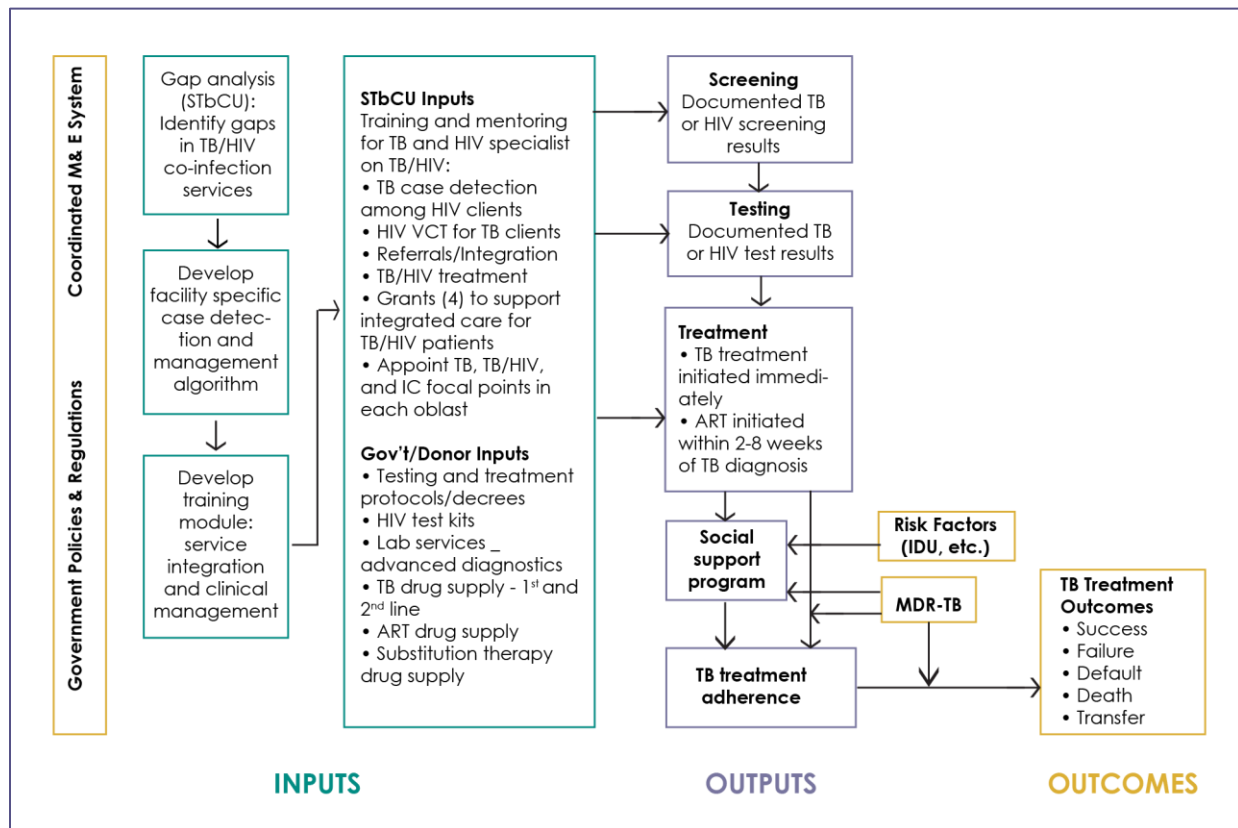 Coordinated M& E System
Government Policies & Regulations
Gap analysis
(STbCU):
Identify gaps
in TB/HIV
co-infection
services
Develop
facility specific
case detec-
tion and
management
algorithm
Develop
training
module:
service
integration
and clinical
management
STbCU Inputs
Training and mentoring
for TB and HIV specialist
on TB/HIV:
• TB case detection
among HIV clients
• HIV VCT for TB clients
• Referrals/Integration
• TB/HIV treatment
• Grants (4) to support
integrated care for
TB/HIV patients
• Appoint TB, TB/HIV,
and IC focal points in
each oblast
Gov't/Donor Inputs
• Testing and treatment
protocols/decrees
• HIV test kits
• Lab services _
advanced diagnostics
• TB drug supply - 1st and
2nd line
• ART drug supply
• Substitution therapy
drug supply
Screening
Documented TB
or HIV screening
results
Testing
Documented TB
or HIV test results
Treatment
• TB treatment
initiated immedi-
ately
• ART initiated
within 2-8 weeks
of TB diagnosis
Social
support
program
Risk Factors
(IDU, etc.)
MDR-TB
TB treatment
adherence
TB Treatment
Outcomes
• Success
• Failure
• Default
• Death
• Transfer
INPUTS
OUTPUTS
OUTCOMES